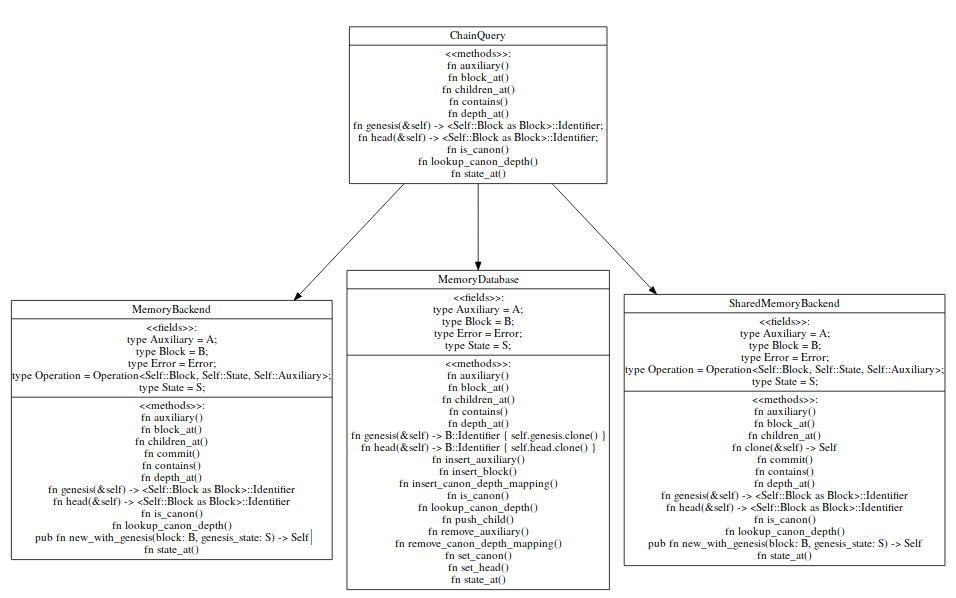 ChainQuery
<<methods>>:
fn auxiliary()
fn block_at()
fn children_at()
fn contains()
fn depth_at()
fn genesis(&self) -> <Self::Block as Block>::Identifier;
fn head(&self) -> <Self::Block as Block>::Identifier;
fn is_canon()
fn lookup_canon_depth()
fn state_at()
MemoryBackend
<<fields>>:
type Auxiliary = A;
type Block = B;
type Error = Error;
type Operation = Operation<Self::Block, Self::State, Self::Auxiliary>;
type State = S;
<<methods>>:
fn auxiliary()
fn block_at()
fn children_at()
fn commit()
fn contains()
fn depth_at()
fn genesis(&self) -> <Self::Block as Block>::Identifier
fn head(&self) -> <Self::Block as Block>::Identifier
fn is_canon()
fn lookup_canon_depth()
pub fn new_with_genesis(block: B, genesis_state: S) -> Self
fn state_at()
MemoryDatabase
<<fields>>:
type Auxiliary = A;
type Block = B;
type Error = Error;
type State = S;
<<methods>>:
fn auxiliary()
fn block_at()
fn children_at()
fn contains()
fn depth_at()
fn genesis(&self) -> B::Identifier { self.genesis.clone() }
fn head(&self) -> B::Identifier { self.head.clone() }
fn insert_auxiliary()
fn insert_block()
fn insert_canon_depth_mapping()
fn is_canon()
fn lookup_canon_depth()
fn push_child()
fn remove_auxiliary()
fn remove_canon_depth_mapping()
fn set_canon()
fn set_head()
fn state_at()
SharedMemoryBackend
<<fields>>:
type Auxiliary = A;
type Block = B;
type Error = Error;
type Operation = Operation<Self::Block, Self::State, Self::Auxiliary>;
type State = S;
<<methods>>:
fn auxiliary()
fn block_at()
fn children_at()
fn clone(&self) -> Self
fn commit()
fn contains()
fn depth_at()
fn genesis(&self) -> <Self::Block as Block>::Identifier
fn head(&self) -> <Self::Block as Block>::Identifier
fn is_canon()
fn lookup_canon_depth()
pub fn new_with_genesis(block: B, genesis_state: S) -> Self
fn state_at()